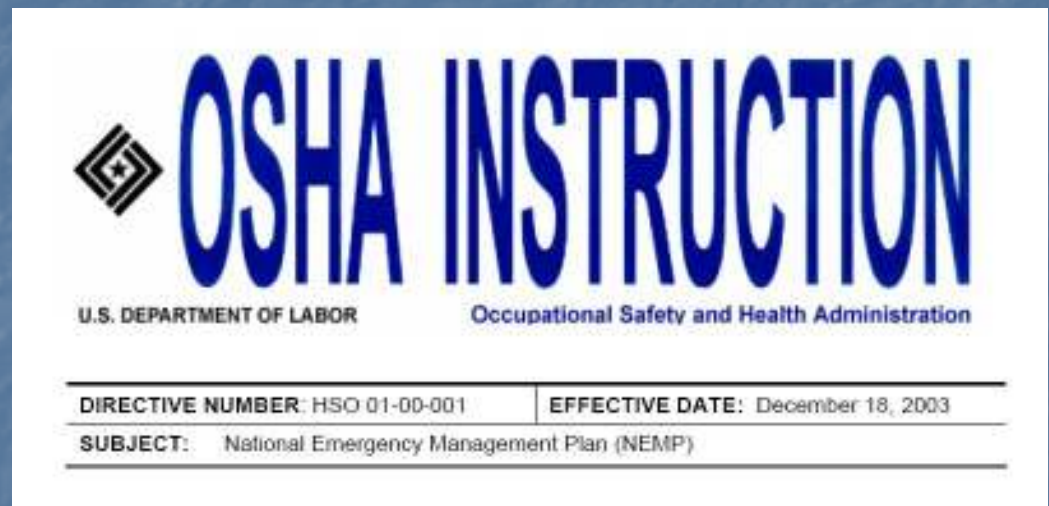 OSHA INSTRUCTION
U.S. DEPARTMENT OF LABOR Occupational Safety and Health Administration
DIRECTIVE NUMBER: HSO 01-00-001 EFFECTIVE DATE: December 18, 2003
SUBJECT: National Emergency Management Plan (NEMP)